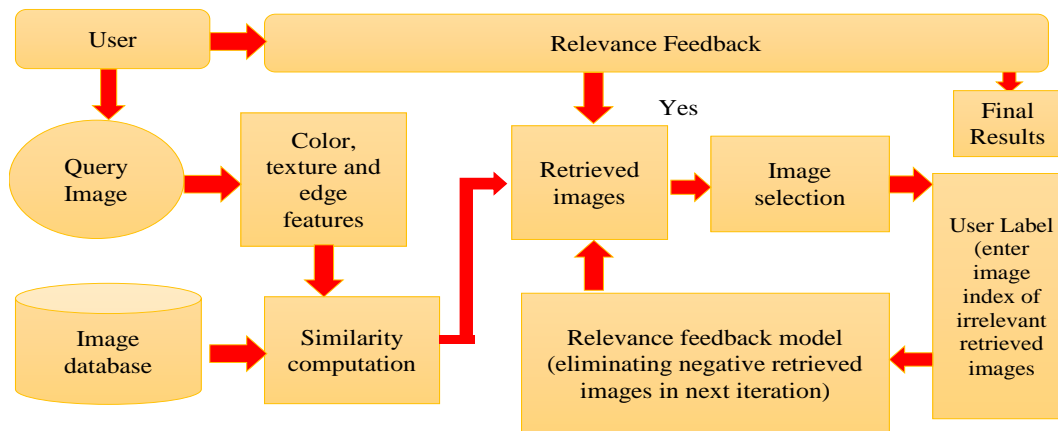 User
Relevance Feedback
Yes
Final
Results
Query
Image
Color,
texture and
edge
features
Retrieved
images
Image
selection
User Label
(enter
image
index of
irrelevant
retrieved
images
Image
database
Similarity
computation
Relevance feedback model
(eliminating negative retrieved
images in next iteration)